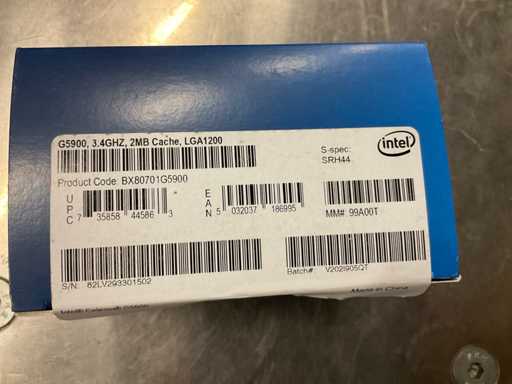 G5900, 3.4GHZ, 2MB Cache, LGA1200
S-spec:
SRH44
intel
Product Code: BX80701G5900
UPC
7 35858 44586 3
EAN
5 032037 186995
MM# 99A00T
S/N: 82LV293301502
Batch# V202I905QT
Made in China